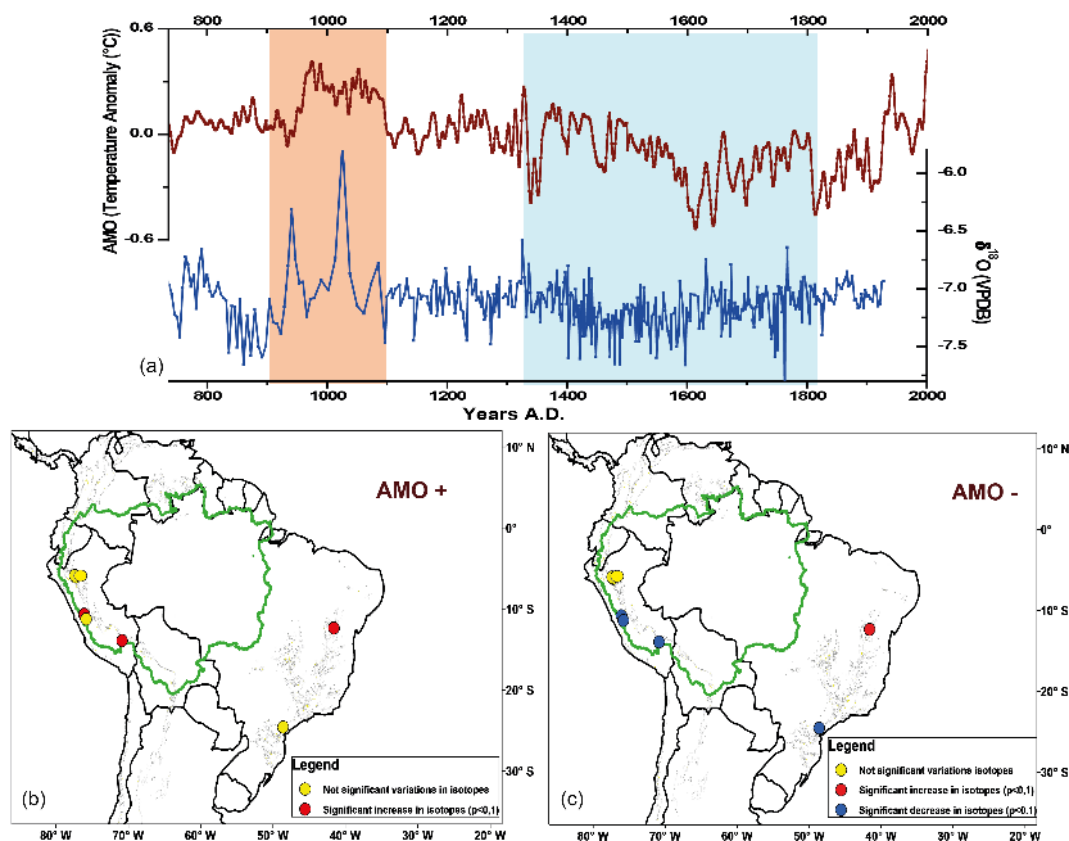 800 1000 1200 1400 1600 1800 2000
0.6
0.0
-0.6
AMO (Temperature Anomaly (°C))
-6.0
-6.5
-7.0
-7.5
δ18O (VPDB)
(a)
800 1000 1200 1400 1600 1800 2000
Years A.D.
AMO +
10° N
0°
10° S
20° S
30° S
Legend
Not significant variations in isotopes
Significant increase in isotopes (p<0,1)
(b)
80° W 70° W 60° W 50° W 40° W 30° W 20° W
AMO -
10° N
0°
10° S
20° S
30° S
Legend
Not significant variations isotopes
Significant increase in isotopes (p<0,1)
Significant decrease in isotopes (p<0.1)
(c)
80° W 70° W 60° W 50° W 40° W 30° W 20° W